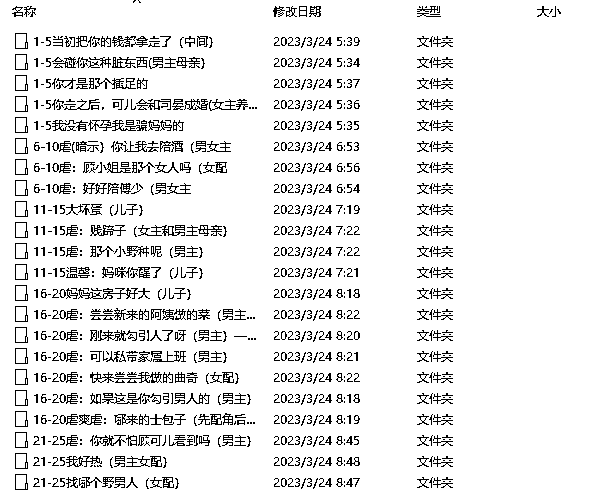 名称 修改日期 类型 大小
1-5当初把你的钱都拿走了（中间） 2023/3/24 5:39 文件夹
1-5会碰你这种脏东西(男主母亲） 2023/3/24 5:34 文件夹
1-5你才是那个插足的 2023/3/24 5:37 文件夹
1-5你走之后，可儿会和司晏成婚(女主养... 2023/3/24 5:36 文件夹
1-5我没有怀孕我是骗妈妈的 2023/3/24 5:35 文件夹
6-10虐(暗示）你让我去陪酒（男女主 2023/3/24 6:53 文件夹
6-10虐：顾小姐是那个女人吗（女配 2023/3/24 6:56 文件夹
6-10虐：好好陪傅少（男女主 2023/3/24 6:54 文件夹
11-15大坏蛋（儿子） 2023/3/24 7:19 文件夹
11-15虐：贱蹄子（女主和男主母亲） 2023/3/24 7:22 文件夹
11-15虐：那个小野种呢（男主） 2023/3/24 7:22 文件夹
11-15温馨：妈咪你醒了（儿子） 2023/3/24 7:21 文件夹
16-20妈妈这房子好大（儿子） 2023/3/24 8:18 文件夹
16-20虐：尝尝新来的阿姨做的菜（男主... 2023/3/24 8:22 文件夹
16-20虐：刚来就勾引人了呀（男主）—... 2023/3/24 8:20 文件夹
16-20虐：可以私带家属上班（男主） 2023/3/24 8:21 文件夹
16-20虐：快来尝尝我做的曲奇（女配） 2023/3/24 8:22 文件夹
16-20虐：如果这是你勾引男人的（男主） 2023/3/24 8:18 文件夹
16-20虐爽虐：哪来的土包子（先配角后... 2023/3/24 8:19 文件夹
21-25虐：你就不怕顾可儿看到吗（男主） 2023/3/24 8:45 文件夹
21-25我好热（男主女配） 2023/3/24 8:48 文件夹
21-25找哪个野男人（女配） 2023/3/24 8:47 文件夹